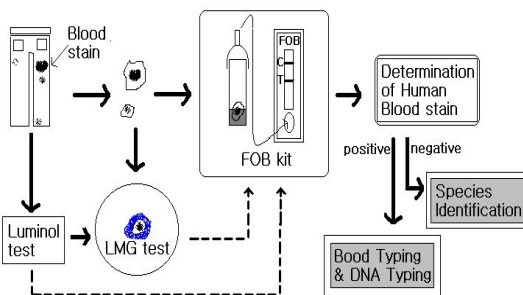 Blood
stain
FOB
C
T
FOB kit
Determination
of Human
Blood stain
positive
negative
Species
Identification
Luminol
test
LMG test
Bood Typing
& DNA Typing